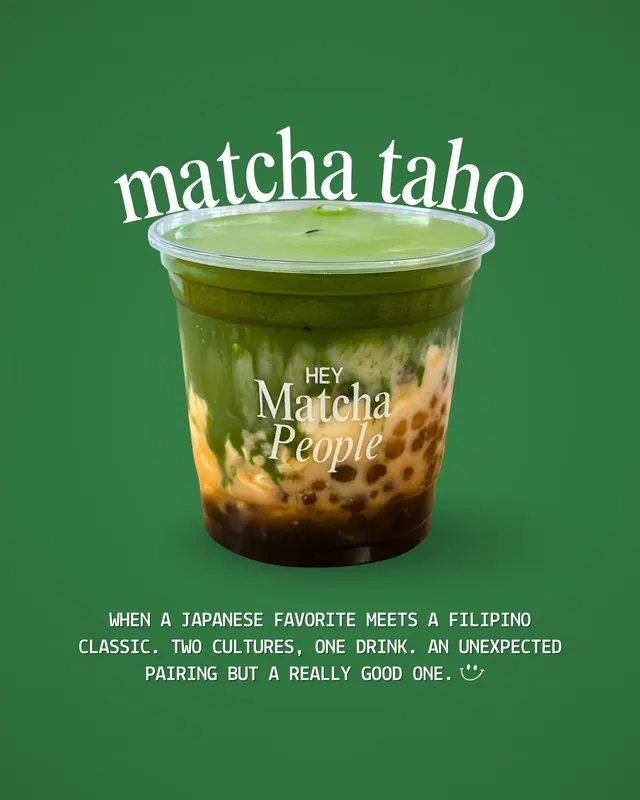 matcha taho
HEY
Matcha
People
WHEN A JAPANESE FAVORITE MEETS A FILIPINO
CLASSIC. TWO CULTURES, ONE DRINK. AN UNEXPECTED
PAIRING BUT A REALLY GOOD ONE.